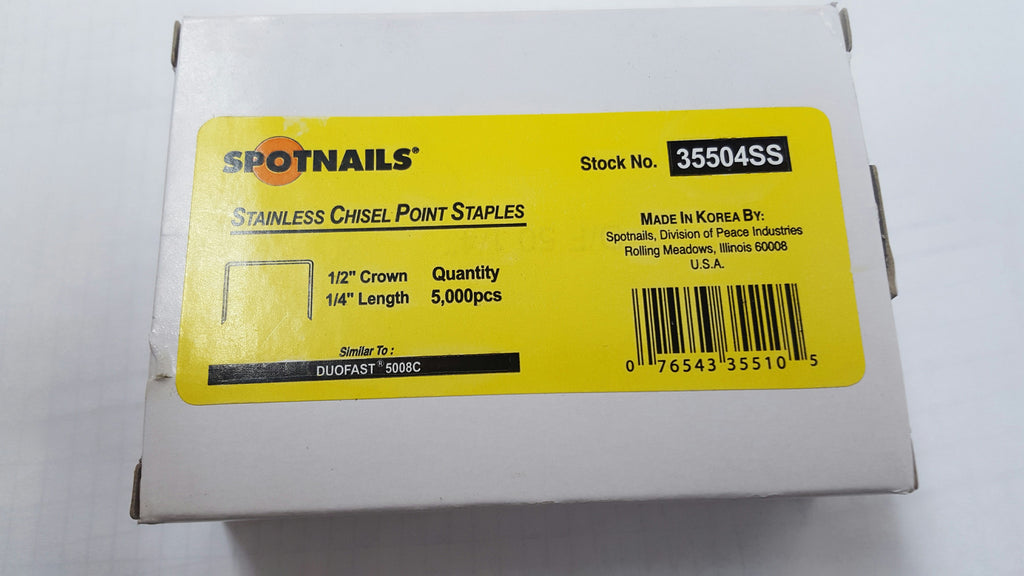 SPOTNAILS®
Stock No. 35504SS
STAINLESS CHISEL POINT STAPLES
1/2" Crown
1/4" Length
Quantity
5,000pcs
Similar To :
DUOFAST® 5008C
MADE IN KOREA BY:
Spotnails, Division of Peace Industries
Rolling Meadows, Illinois 60008
U.S.A.
0 76543 35510 5